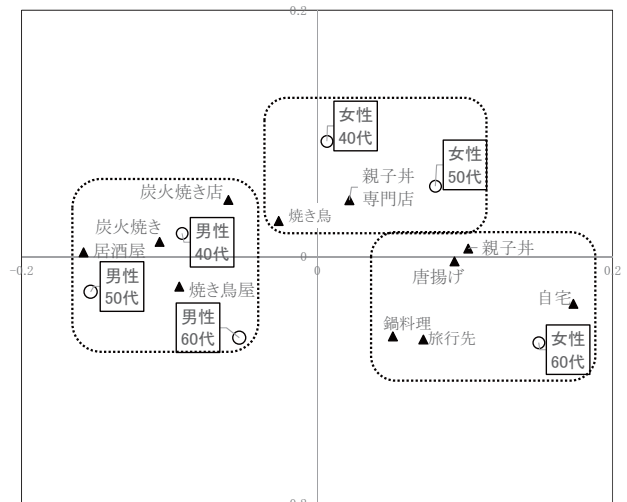 0.2
女性
40代
女性
50代
親子丼
専門店
炭火焼き店
焼き鳥
炭火焼き
男性
40代
居酒屋
親子丼
-0.2
0
0.2
唐揚げ
男性
50代
焼き鳥屋
自宅
男性
60代
鍋料理
旅行先
女性
60代